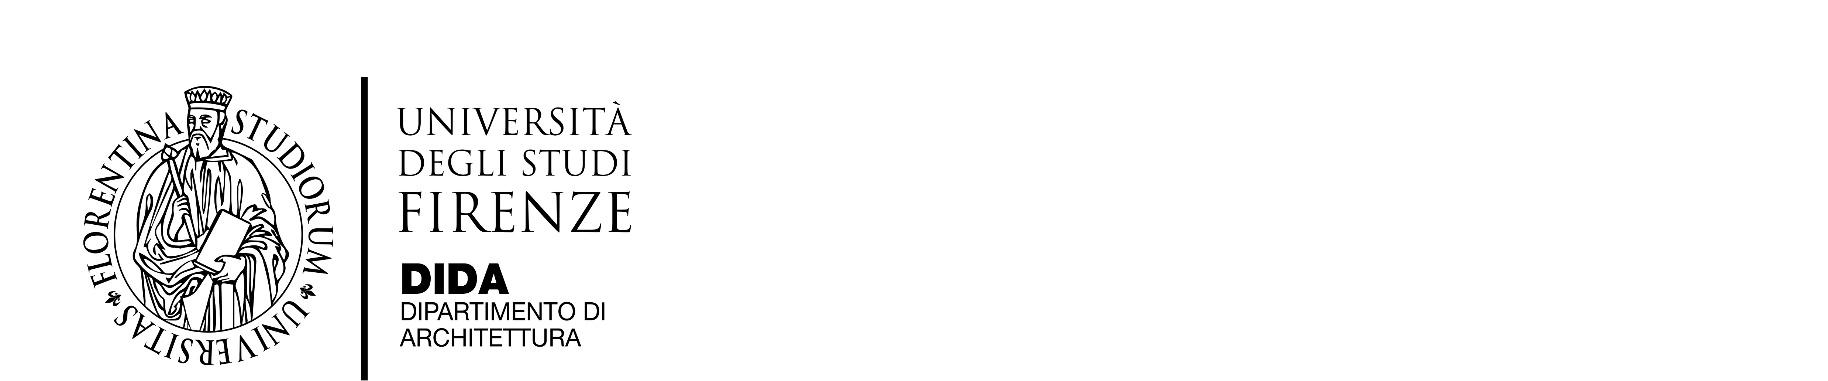 FLORENTINA STUDIORUM UNIVERSITAS
UNIVERSITÀ
DEGLI STUDI
FIRENZE
DIDA
DIPARTIMENTO DI
ARCHITETTURA